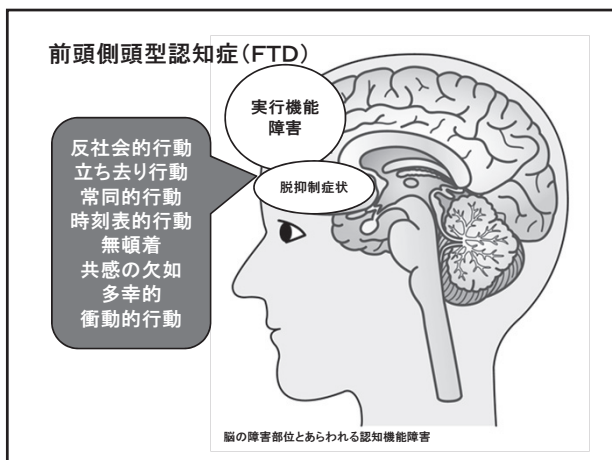 前頭側頭型認知症（FTD）
実行機能
障害
脱抑制症状
反社会的行動
立ち去り行動
常同的行動
時刻表的行動
無頓着
共感の欠如
多幸的
衝動的行動
脳の障害部位とあらわれる認知機能障害